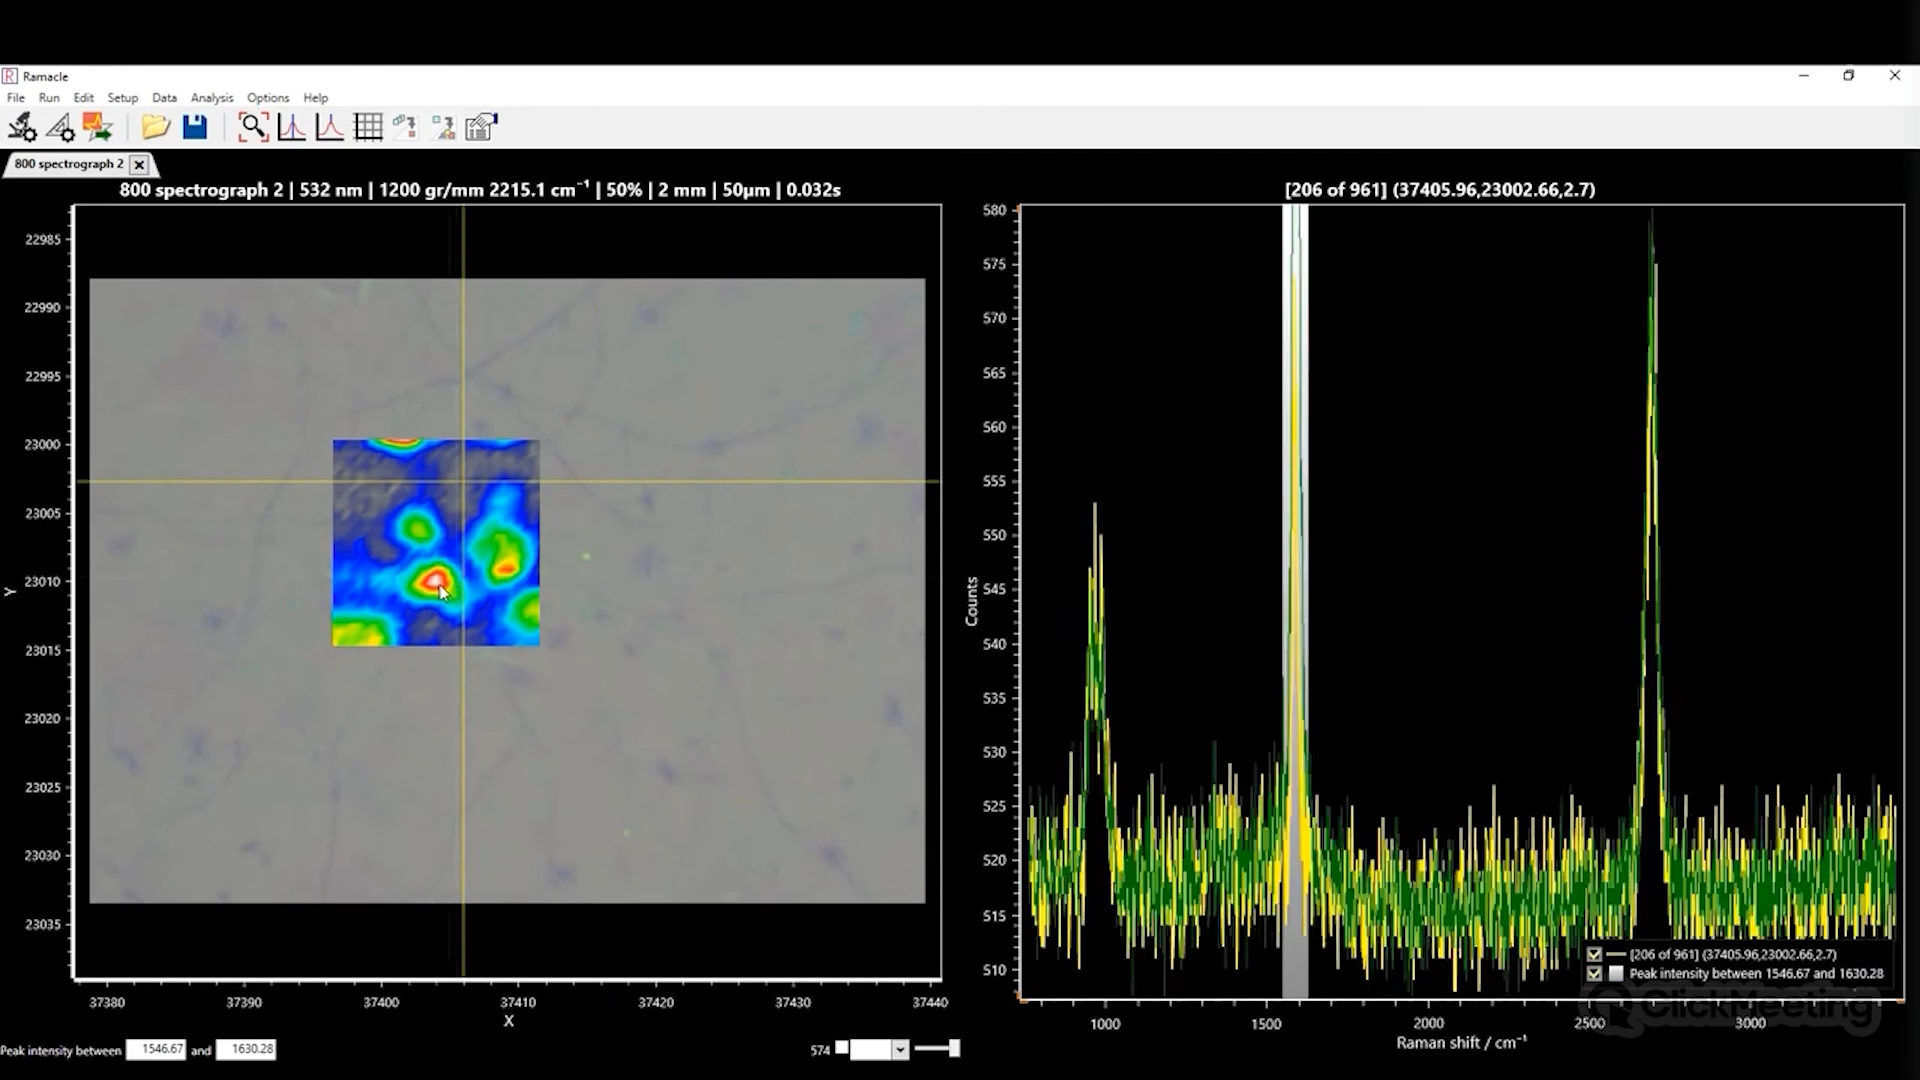 Ramacle
File Run Edit Setup Data Analysis Options Help
800 spectrograph 2
800 spectrograph 2 | 532 nm | 1200 gr/mm 2215.1 cm⁻¹ | 50% | 2 mm | 50µm | 0.032s
22985
22990
22995
23000
23005
23010
23015
23020
23025
23030
23035
Y
37380 37390 37400 37410 37420 37430 37440
X
Peak intensity between 1546.67 and 1630.28
574
[206 of 961] (37405.96,23002.66,2.7)
580
575
570
565
560
555
550
545
540
535
530
525
520
515
510
Counts
[206 of 961] (37405.96,23002.66,2.7)
Peak intensity between 1546.67 and 1630.28
1000 1500 2000 2500 3000
Raman shift / cm⁻¹
ClickMeeting